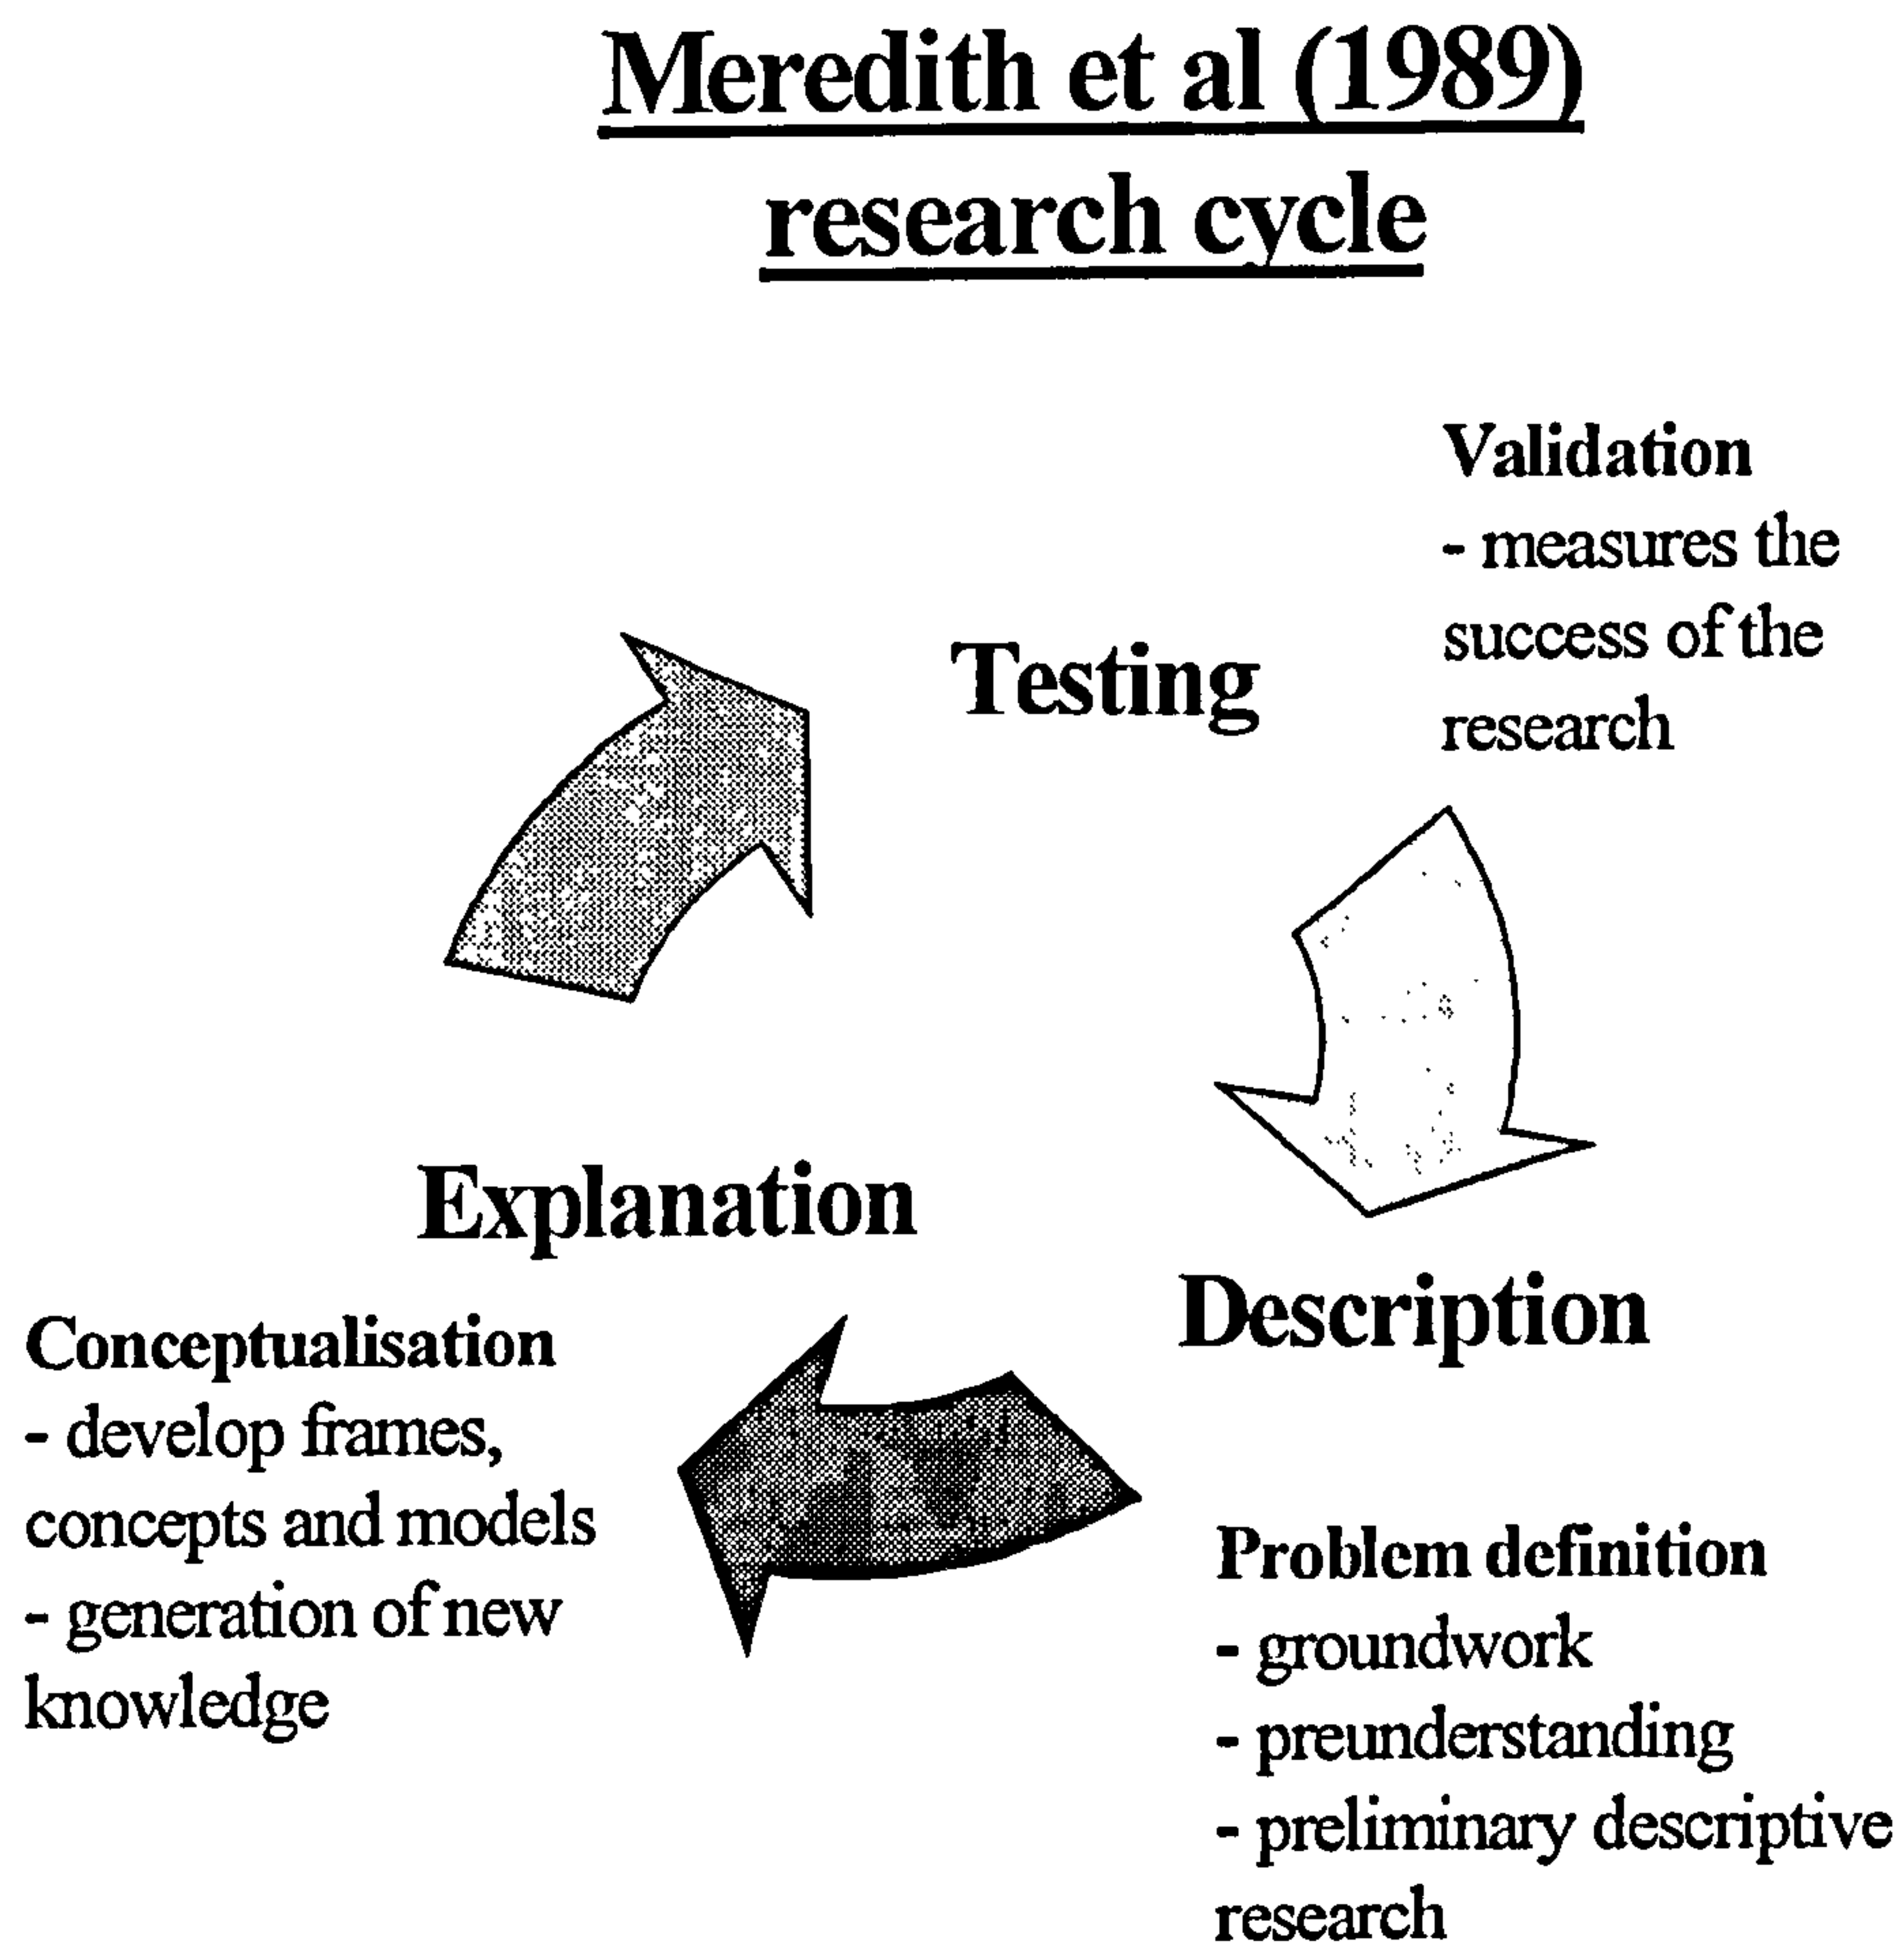 Meredith et al (1989)
research cycle
Validation
- measures the
success of the
research
Testing
Explanation
Description
Conceptualisation
- develop frames,
concepts and models
- generation of new
knowledge
Problem definition
- groundwork
- preunderstanding
- preliminary descriptive
research